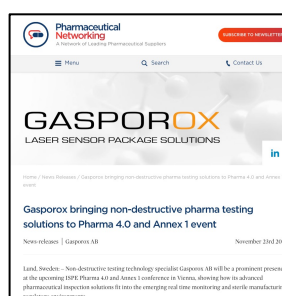 Pharmaceutical
Networking
A Network of Leading Pharmaceutical Suppliers
SUBSCRIBE TO NEWSLETTER
Menu
Search
Contact Us
GASPOROX
LASER SENSOR PACKAGE SOLUTIONS
in
Home / News Releases / Gasporox bringing non-destructive pharma testing solutions to Pharma 4.0 and Annex 1
event
Gasporox bringing non-destructive pharma testing
solutions to Pharma 4.0 and Annex 1 event
News-releases | Gasporox AB
November 23rd 20
Lund, Sweden: – Non-destructive testing technology specialist Gasporox AB will be a prominent
at the upcoming ISPE Pharma 4.0 and Annex 1 conference in Vienna, showing how its advanced
pharmaceutical inspection solutions fit into the emerging real time monitoring and sterile